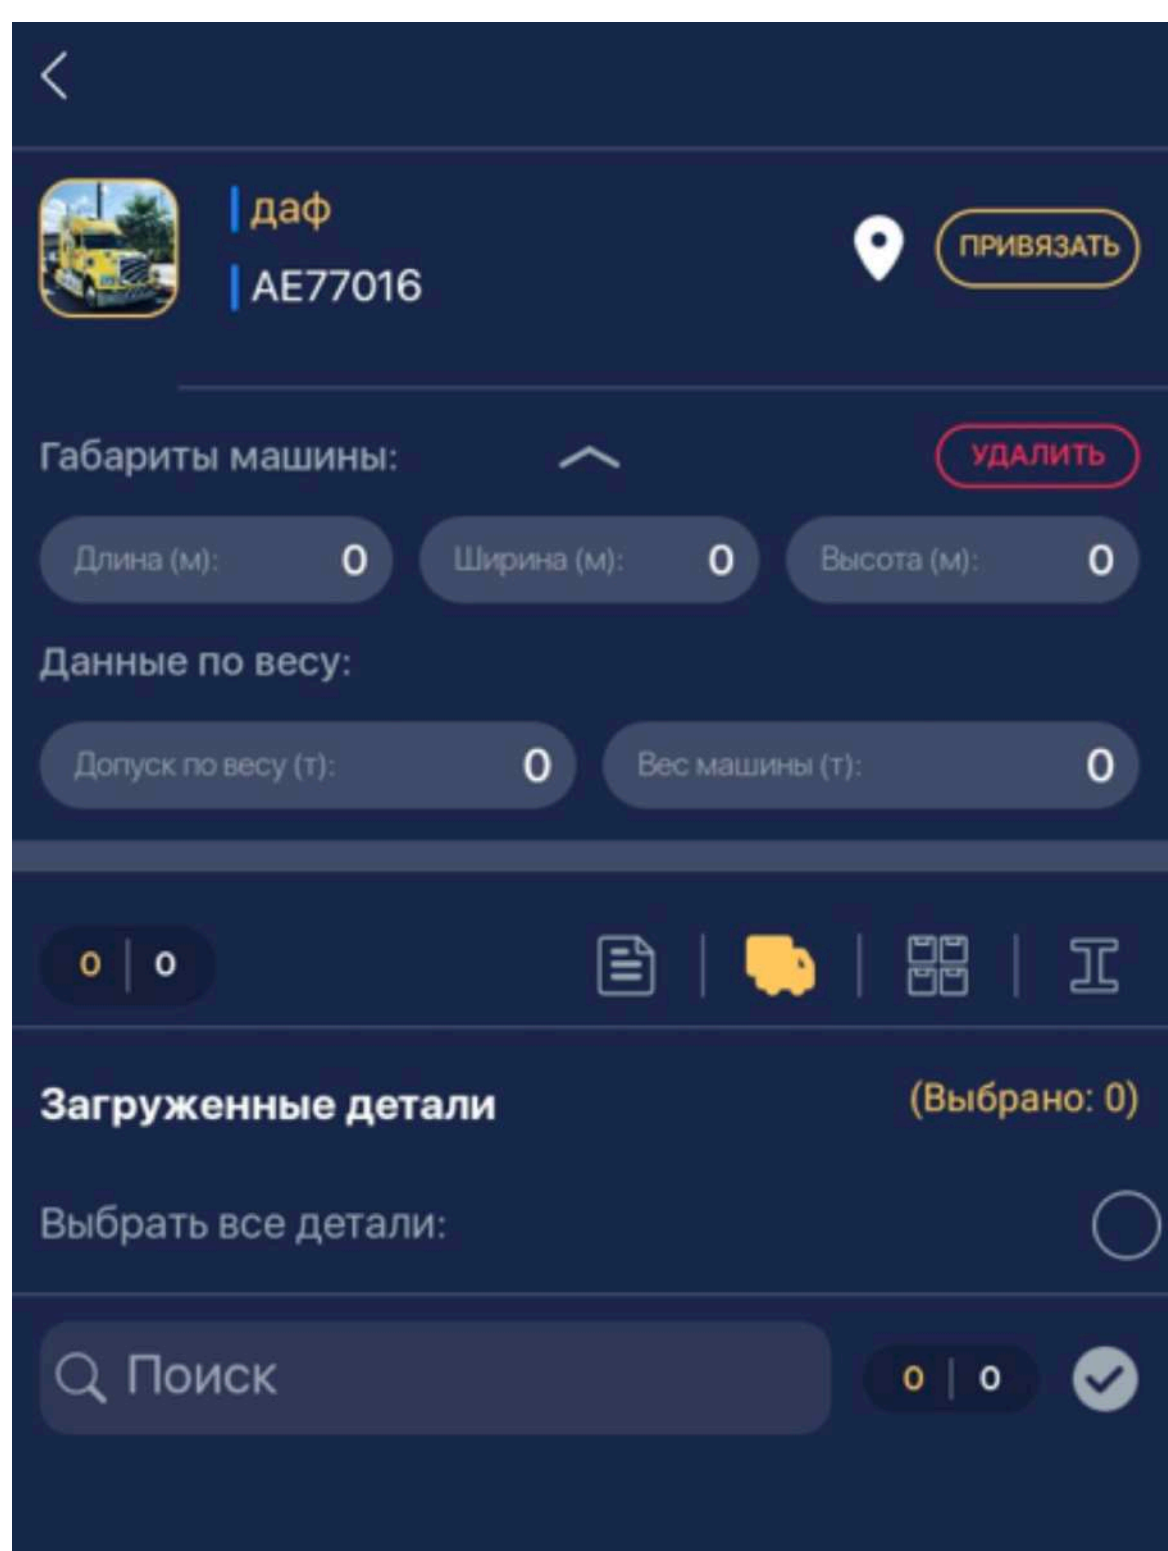 даф
AE77016
ПРИВЯЗАТЬ
Габариты машины:
УДАЛИТЬ
Длина (м): 0 Ширина (м): 0 Высота (м): 0
Данные по весу:
Допуск по весу (т): 0 Вес машины (т): 0
0 | 0
Загруженные детали (Выбрано: 0)
Выбрать все детали:
Поиск 0 | 0